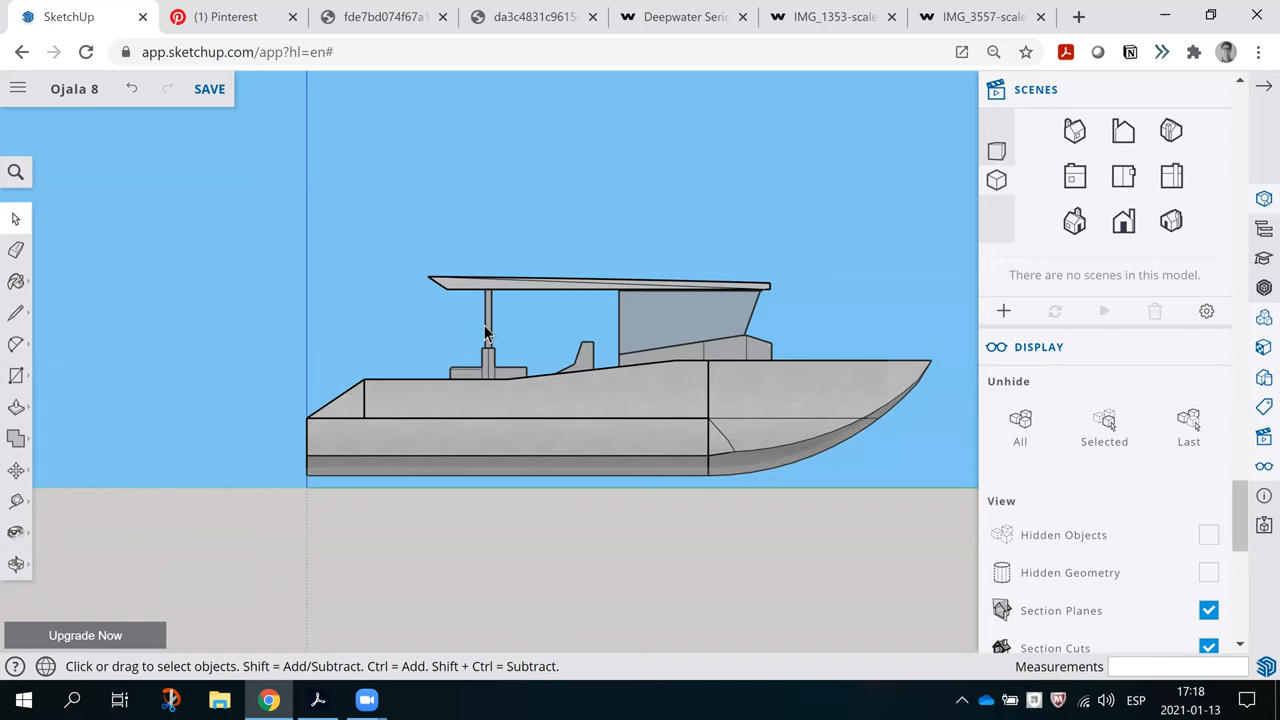 SketchUp
(1) Pinterest
fde7bd074f67a1
da3c4831c9615
Deepwater Serie
IMG_1353-scale
IMG_3557-scale
app.sketchup.com/app?hl=en#
Ojala 8
SAVE
SCENES
There are no scenes in this model.
DISPLAY
Unhide
All
Selected
Last
View
Hidden Objects
Hidden Geometry
Section Planes
Section Cuts
Upgrade Now
Click or drag to select objects. Shift = Add/Subtract. Ctrl = Add. Shift + Ctrl = Subtract.
Measurements
ESP
17:18
2021-01-13